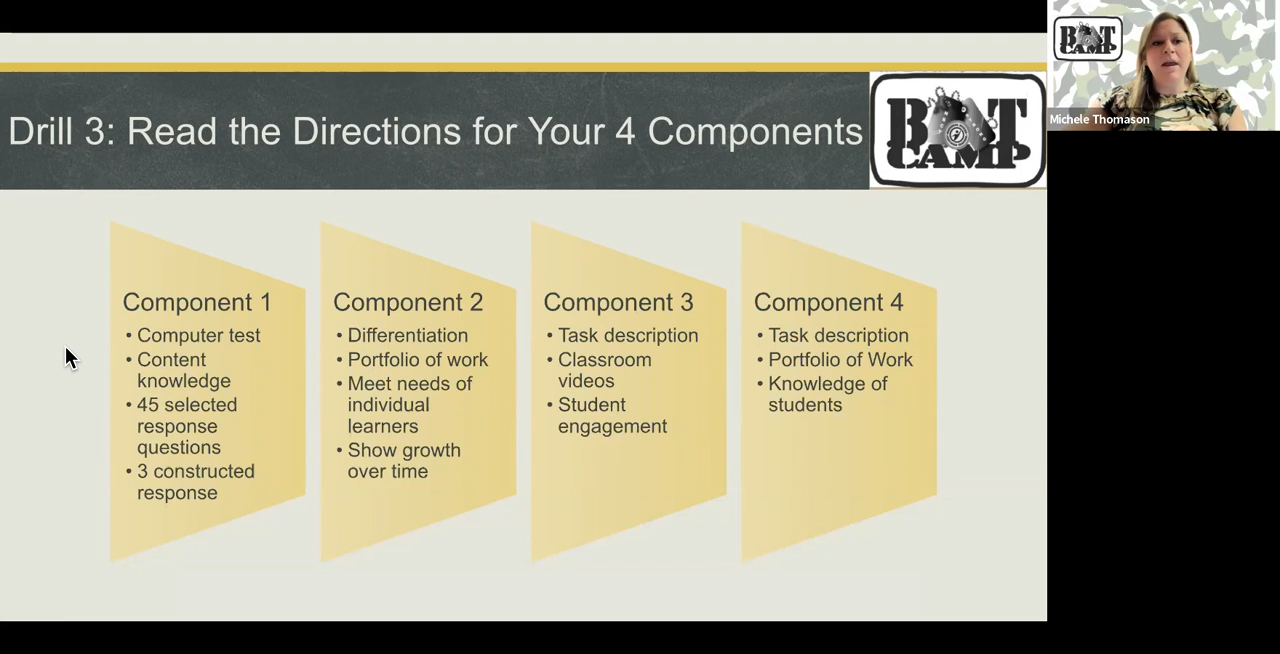 Drill 3: Read the Directions for Your 4 Components
BOOT
CAMP
BOOT
CAMP
Michele Thomason
Component 1
• Computer test
• Content
knowledge
• 45 selected
response
questions
• 3 constructed
response
Component 2
• Differentiation
• Portfolio of work
• Meet needs of
individual
learners
• Show growth
over time
Component 3
• Task description
• Classroom
videos
• Student
engagement
Component 4
• Task description
• Portfolio of Work
• Knowledge of
students